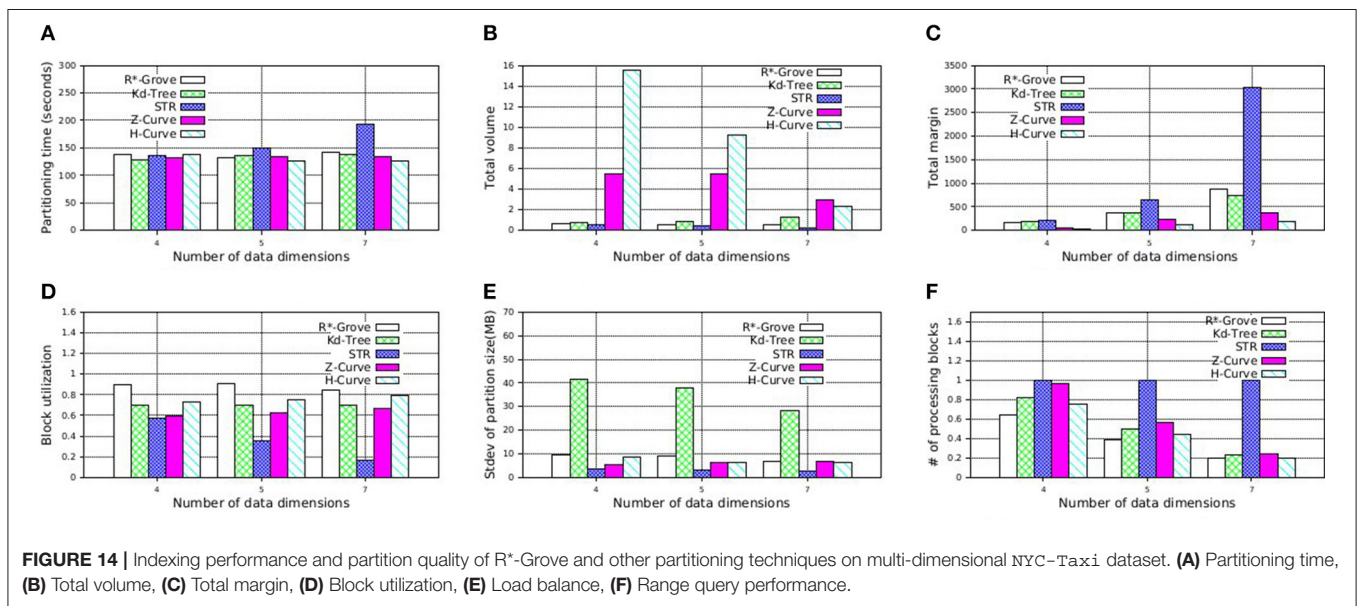 A
Partitioning time (seconds)
300
250
200
150
100
50
0
R*-Grove
Kd-Tree
STR
Z-Curve
H-Curve
4
5
7
Number of data dimensions
B
Total volume
16
14
12
10
8
6
4
2
0
R*-Grove
Kd-Tree
STR
Z-Curve
H-Curve
4
5
7
Number of data dimensions
C
Total margin
3500
3000
2500
2000
1500
1000
500
0
R*-Grove
Kd-Tree
STR
Z-Curve
H-Curve
4
5
7
Number of data dimensions
D
Block utilization
1.6
1.4
1.2
1
0.8
0.6
0.4
0.2
0
R*-Grove
Kd-Tree
STR
Z-Curve
H-Curve
4
5
7
Number of data dimensions
E
Stdev of partition size(MB)
70
60
50
40
30
20
10
0
R*-Grove
Kd-Tree
STR
Z-Curve
H-Curve
4
5
7
Number of data dimensions
F
# of processing blocks
1.6
1.4
1.2
1
0.8
0.6
0.4
0.2
0
R*-Grove
Kd-Tree
STR
Z-Curve
H-Curve
4
5
7
Number of data dimensions
FIGURE 14 | Indexing performance and partition quality of R*-Grove and other partitioning techniques on multi-dimensional NYC-Taxi dataset. (A) Partitioning time,
(B) Total volume, (C) Total margin, (D) Block utilization, (E) Load balance, (F) Range query performance.